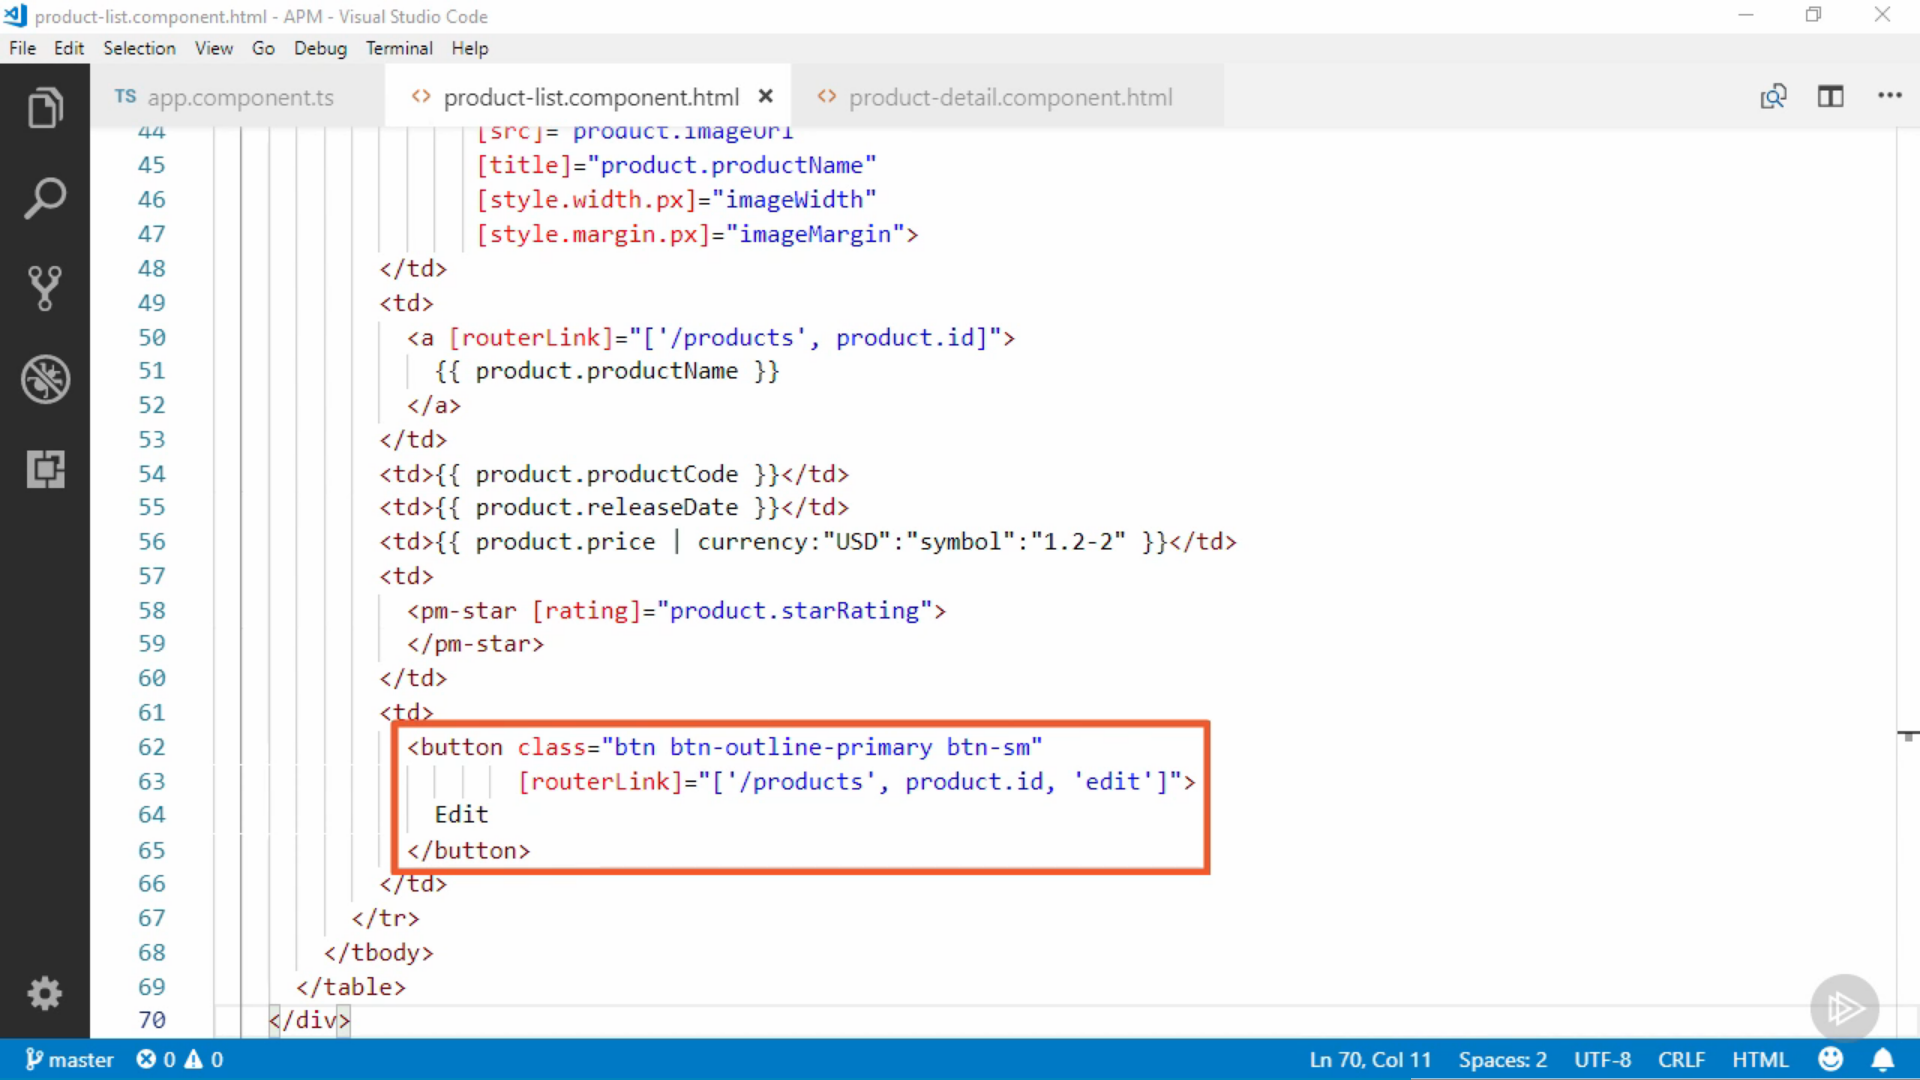 product-list.component.html - APM - Visual Studio Code
File Edit Selection View Go Debug Terminal Help
TS app.component.ts <> product-list.component.html × <> product-detail.component.html
44 [src]="product.imageUrl"
45 [title]="product.productName"
46 [style.width.px]="imageWidth"
47 [style.margin.px]="imageMargin">
48 </td>
49 <td>
50 <a [routerLink]="['/products', product.id]">
51 {{ product.productName }}
52 </a>
53 </td>
54 <td>{{ product.productCode }}</td>
55 <td>{{ product.releaseDate }}</td>
56 <td>{{ product.price | currency:"USD":"symbol":"1.2-2" }}</td>
57 <td>
58 <pm-star [rating]="product.starRating">
59 </pm-star>
60 </td>
61 <td>
62 <button class="btn btn-outline-primary btn-sm"
63 [routerLink]="['/products', product.id, 'edit']">
64 Edit
65 </button>
66 </td>
67 </tr>
68 </tbody>
69 </table>
70 </div>
master 0 0 Ln 70, Col 11 Spaces: 2 UTF-8 CRLF HTML